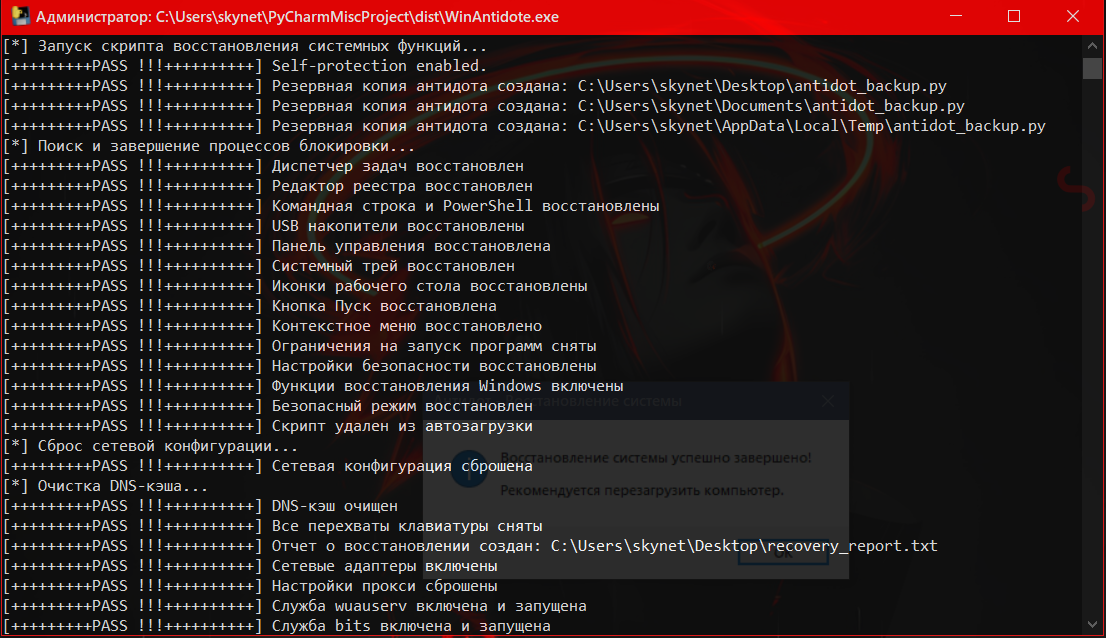 Администратор: C:\Users\skynet\PyCharmMiscProject\dist\WinAntidote.exe
[*] Запуск скрипта восстановления системных функций...
[+++++++++PASS !!!++++++++++] Self-protection enabled.
[+++++++++PASS !!!++++++++++] Резервная копия антидота создана: C:\Users\skynet\Desktop\antidot_backup.py
[+++++++++PASS !!!++++++++++] Резервная копия антидота создана: C:\Users\skynet\Documents\antidot_backup.py
[+++++++++PASS !!!++++++++++] Резервная копия антидота создана: C:\Users\skynet\AppData\Local\Temp\antidot_backup.py
[*] Поиск и завершение процессов блокировки...
[+++++++++PASS !!!++++++++++] Диспетчер задач восстановлен
[+++++++++PASS !!!++++++++++] Редактор реестра восстановлен
[+++++++++PASS !!!++++++++++] Командная строка и PowerShell восстановлены
[+++++++++PASS !!!++++++++++] USB накопители восстановлены
[+++++++++PASS !!!++++++++++] Панель управления восстановлена
[+++++++++PASS !!!++++++++++] Системный трей восстановлен
[+++++++++PASS !!!++++++++++] Иконки рабочего стола восстановлены
[+++++++++PASS !!!++++++++++] Кнопка Пуск восстановлена
[+++++++++PASS !!!++++++++++] Контекстное меню восстановлено
[+++++++++PASS !!!++++++++++] Ограничения на запуск программ сняты
[+++++++++PASS !!!++++++++++] Настройки безопасности восстановлены
[+++++++++PASS !!!++++++++++] Функции восстановления Windows включены
[+++++++++PASS !!!++++++++++] Безопасный режим восстановлен
[+++++++++PASS !!!++++++++++] Скрипт удален из автозагрузки
[*] Сброс сетевой конфигурации...
[+++++++++PASS !!!++++++++++] Сетевая конфигурация сброшена
[*] Очистка DNS-кэша...
[+++++++++PASS !!!++++++++++] DNS-кэш очищен
[+++++++++PASS !!!++++++++++] Все перехваты клавиатуры сняты
[+++++++++PASS !!!++++++++++] Отчет о восстановлении создан: C:\Users\skynet\Desktop\recovery_report.txt
[+++++++++PASS !!!++++++++++] Сетевые адаптеры включены
[+++++++++PASS !!!++++++++++] Настройки прокси сброшены
[+++++++++PASS !!!++++++++++] Служба wuauserv включена и запущена
[+++++++++PASS !!!++++++++++] Служба bits включена и запущена
системы
Восстановление системы успешно завершено!
Рекомендуется перезагрузить компьютер.